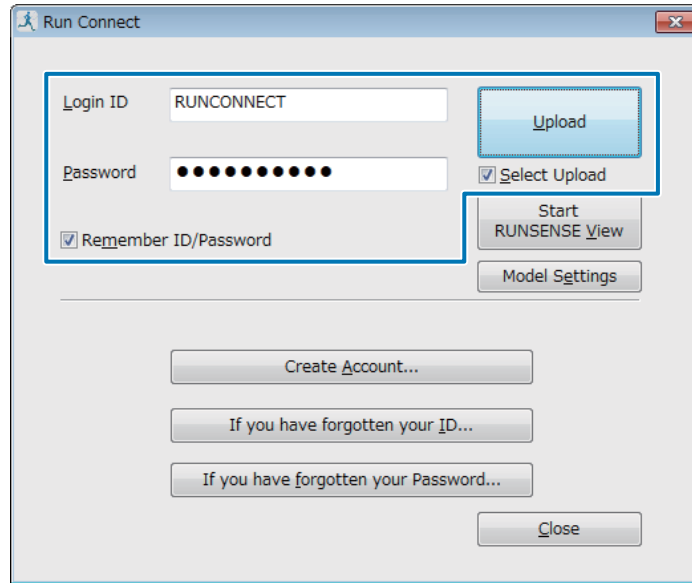 Run Connect
Login ID
RUNCONNECT
Upload
Password
●●●●●●●●●●
Select Upload
Remember ID/Password
Start
RUNSENSE View
Model Settings
Create Account...
If you have forgotten your ID...
If you have forgotten your Password...
Close